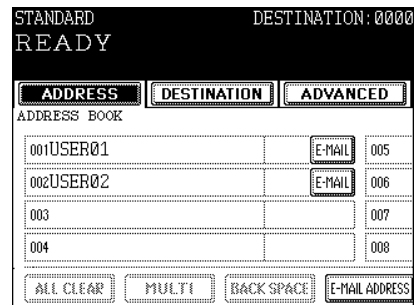 STANDARD DESTINATION:0000
READY
ADDRESS DESTINATION ADVANCED
ADDRESS BOOK
001USER01 E-MAIL 005
002USER02 E-MAIL 006
003 007
004 008
ALL CLEAR MULTI BACK SPACE E-MAIL ADDRESS